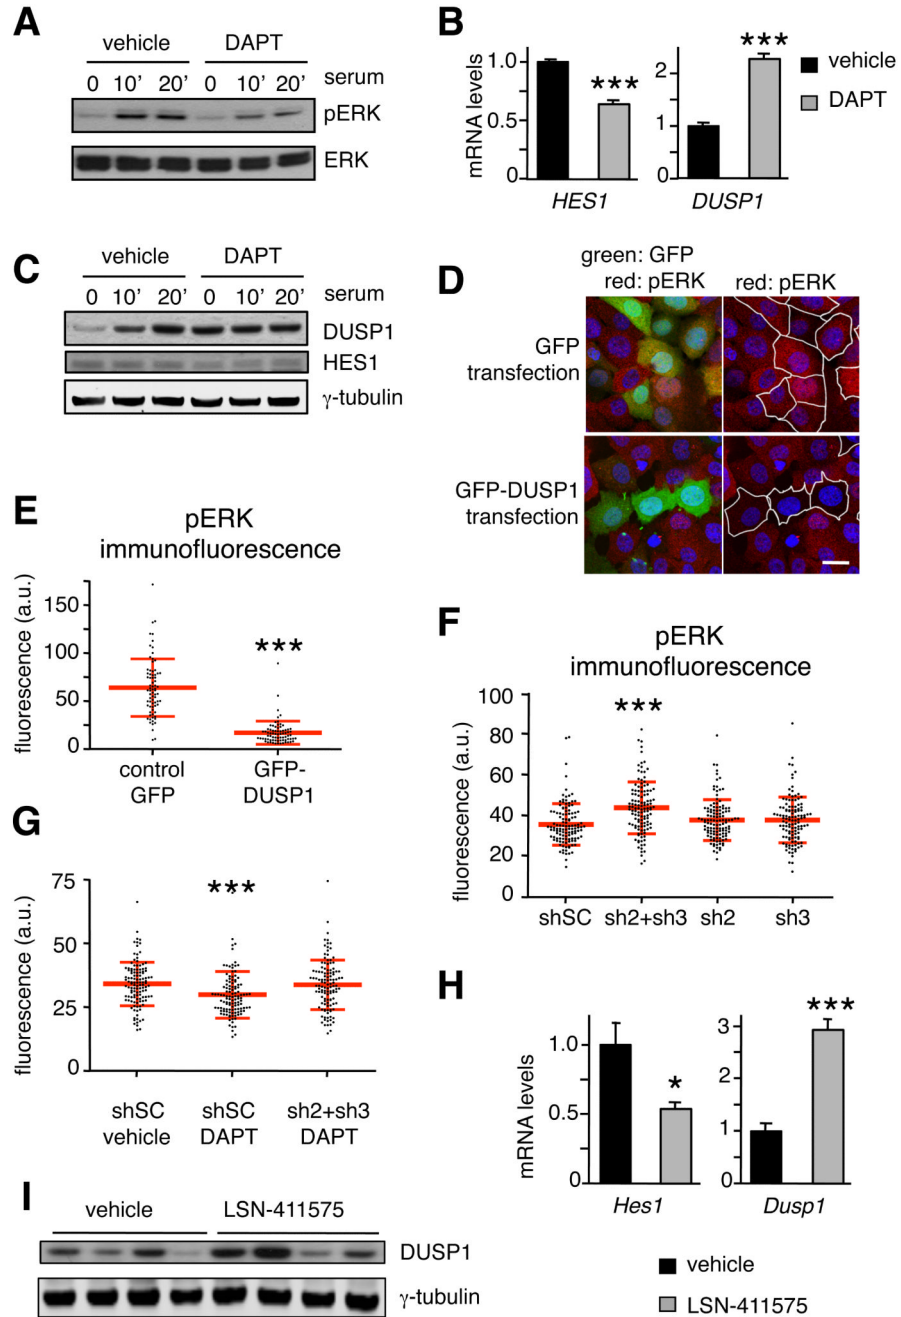 A
vehicle DAPT
0 10’ 20’ 0 10’ 20’ serum
pERK
ERK
B
mRNA levels
1.0
0.5
0
***
HES1
2
1
0
***
DUSP1
vehicle
DAPT
C
vehicle DAPT
0 10’ 20’ 0 10’ 20’ serum
DUSP1
HES1
γ-tubulin
D
green: GFP
red: pERK
red: pERK
GFP
transfection
GFP-DUSP1
transfection
E
pERK
immunofluorescence
fluorescence (a.u.)
150
100
50
0
***
control
GFP
GFP-
DUSP1
F
pERK
immunofluorescence
fluorescence (a.u.)
100
80
60
40
20
0
***
shSC sh2+sh3 sh2 sh3
G
fluorescence (a.u.)
75
50
25
0
***
shSC
vehicle
shSC
DAPT
sh2+sh3
DAPT
H
mRNA levels
1.0
0.5
0
*
Hes1
3
2
1
0
***
Dusp1
vehicle
LSN-411575
I
vehicle LSN-411575
DUSP1
γ-tubulin